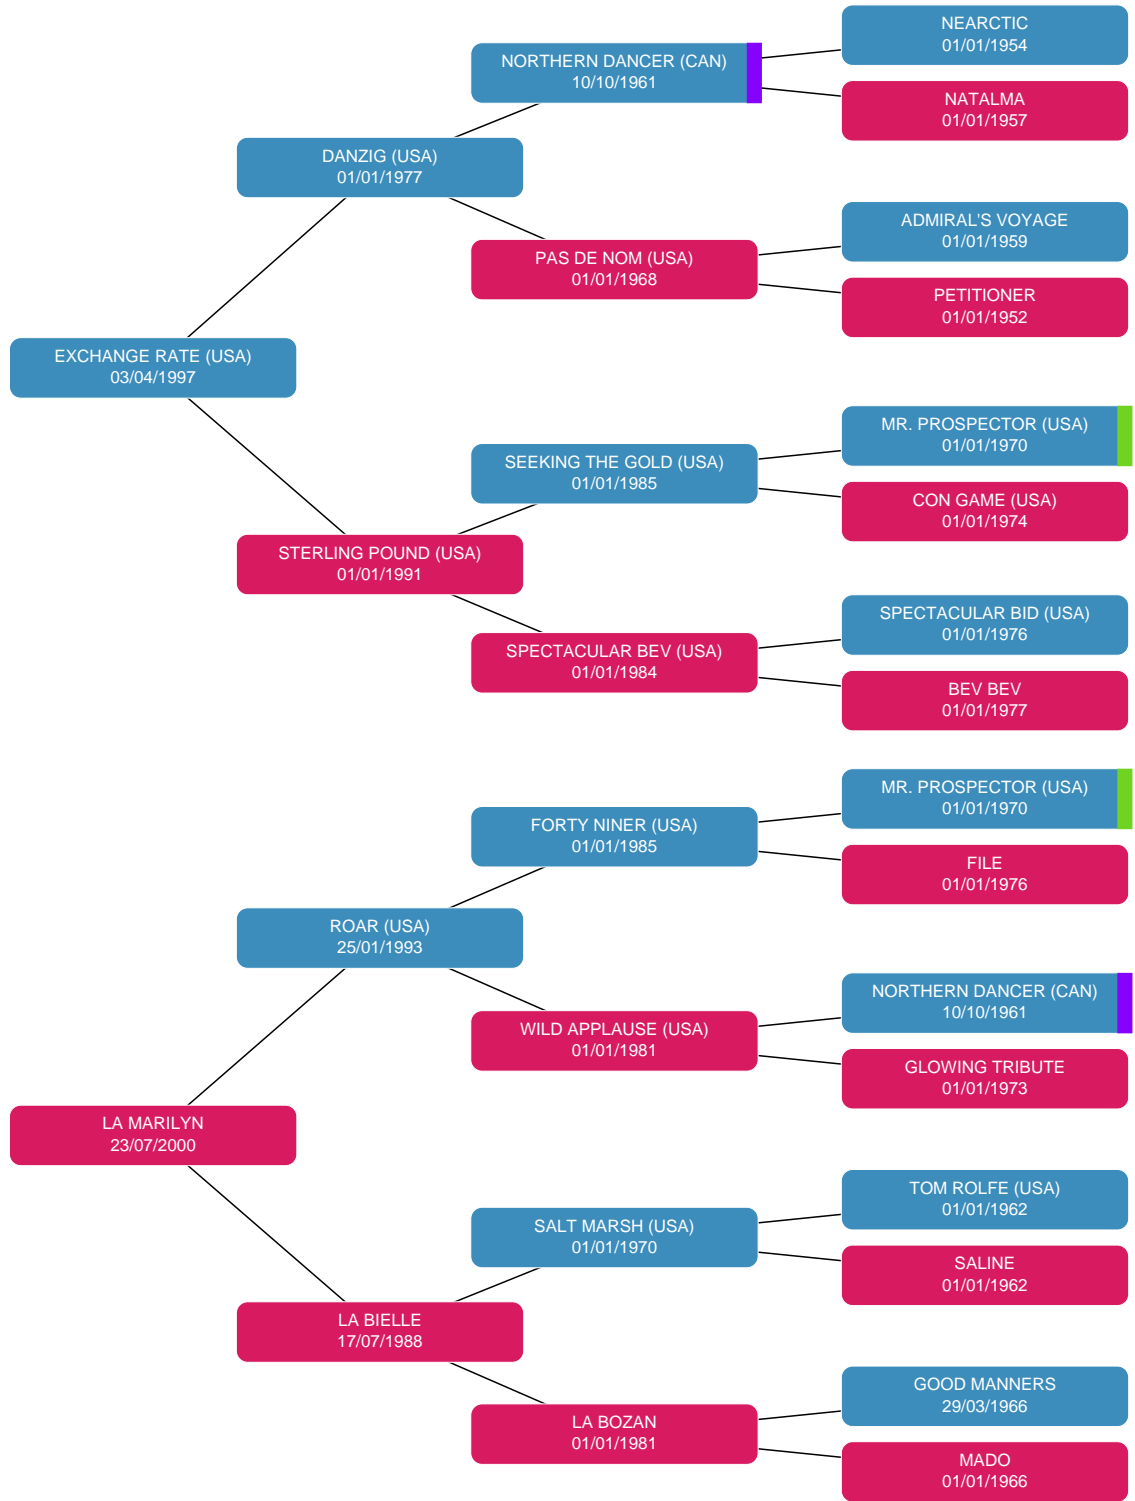 NEARCTIC
01/01/1954
NORTHERN DANCER (CAN)
10/10/1961
NATALMA
01/01/1957
DANZIG (USA)
01/01/1977
ADMIRAL'S VOYAGE
01/01/1959
PAS DE NOM (USA)
01/01/1968
PETITIONER
01/01/1952
EXCHANGE RATE (USA)
03/04/1997
MR. PROSPECTOR (USA)
01/01/1970
SEEKING THE GOLD (USA)
01/01/1985
CON GAME (USA)
01/01/1974
STERLING POUND (USA)
01/01/1991
SPECTACULAR BID (USA)
01/01/1976
SPECTACULAR BEV (USA)
01/01/1984
BEV BEV
01/01/1977
MR. PROSPECTOR (USA)
01/01/1970
FORTY NINER (USA)
01/01/1985
FILE
01/01/1976
ROAR (USA)
25/01/1993
NORTHERN DANCER (CAN)
10/10/1961
WILD APPLAUSE (USA)
01/01/1981
GLOWING TRIBUTE
01/01/1973
LA MARILYN
23/07/2000
TOM ROLFE (USA)
01/01/1962
SALT MARSH (USA)
01/01/1970
SALINE
01/01/1962
LA BIELLE
17/07/1988
GOOD MANNERS
29/03/1966
LA BOZAN
01/01/1981
MADO
01/01/1966